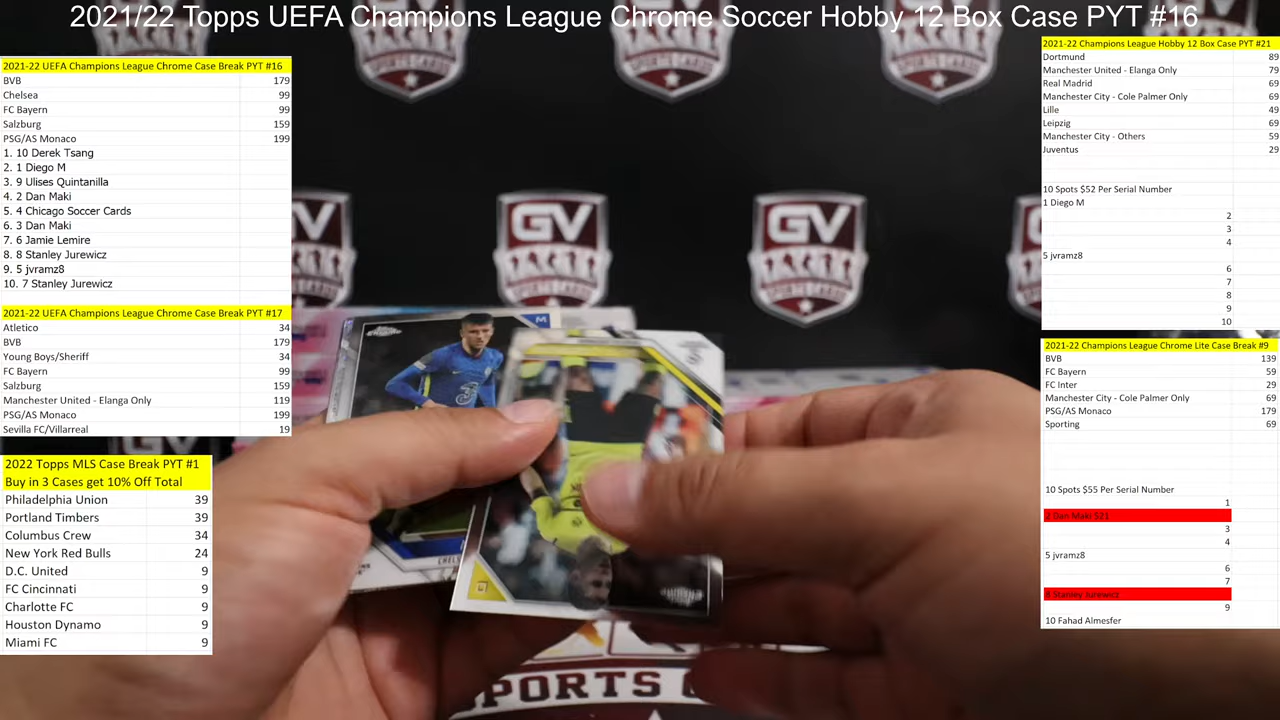 2021/22 Topps UEFA Champions League Chrome Soccer Hobby 12 Box Case PYT #16
2021-22 UEFA Champions League Chrome Case Break PYT #16
BVB 179
Chelsea 99
FC Bayern 99
Salzburg 159
PSG/AS Monaco 199
1. 10 Derek Tsang
2. 1 Diego M
3. 9 Ulises Quintanilla
4. 2 Dan Maki
5. 4 Chicago Soccer Cards
6. 3 Dan Maki
7. 6 Jamie Lemire
8. 8 Stanley Jurewicz
9. 5 jvramz8
10. 7 Stanley Jurewicz
2021-22 UEFA Champions League Chrome Case Break PYT #17
Atletico 34
BVB 179
Young Boys/Sheriff 34
FC Bayern 99
Salzburg 159
Manchester United - Elanga Only 119
PSG/AS Monaco 199
Sevilla FC/Villarreal 19
2022 Topps MLS Case Break PYT #1
Buy in 3 Cases get 10% Off Total
Philadelphia Union 39
Portland Timbers 39
Columbus Crew 34
New York Red Bulls 24
D.C. United 9
FC Cincinnati 9
Charlotte FC 9
Houston Dynamo 9
Miami FC 9
2021-22 Champions League Hobby 12 Box Case PYT #21
Dortmund 89
Manchester United - Elanga Only 79
Real Madrid 69
Manchester City - Cole Palmer Only 69
Lille 49
Leipzig 69
Manchester City - Others 59
Juventus 29
10 Spots $52 Per Serial Number
1 Diego M
2
3
4
5 jvramz8
6
7
8
9
10
2021-22 Champions League Chrome Lite Case Break #9
BVB 139
FC Bayern 59
FC Inter 29
Manchester City - Cole Palmer Only 69
PSG/AS Monaco 179
Sporting 69
10 Spots $55 Per Serial Number
1
2 Dan Maki $21
3
4
5 jvramz8
6
7
8 Stanley Jurewicz
9
10 Fahad Almesfer
GV
GV
M
SPORTS